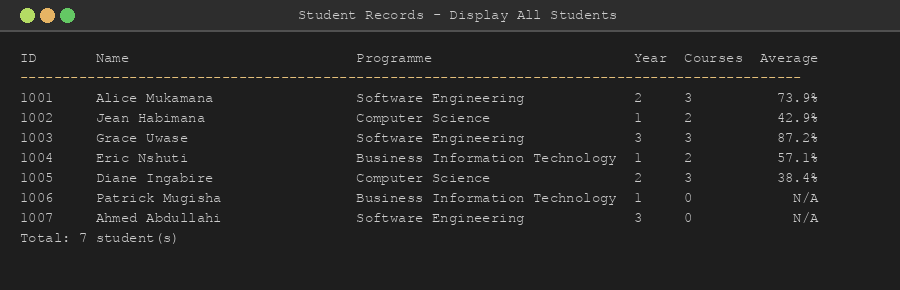 Student Records - Display All Students
ID       Name                           Programme                        Year  Courses  Average
---------------------------------------------------------------------------------------------
1001     Alice Mukamana                 Software Engineering             2     3          73.9%
1002     Jean Habimana                  Computer Science                 1     2          42.9%
1003     Grace Uwase                    Software Engineering             3     3          87.2%
1004     Eric Nshuti                    Business Information Technology  1     2          57.1%
1005     Diane Ingabire                 Computer Science                 2     3          38.4%
1006     Patrick Mugisha                Business Information Technology  1     0            N/A
1007     Ahmed Abdullahi                Software Engineering             3     0            N/A
Total: 7 student(s)